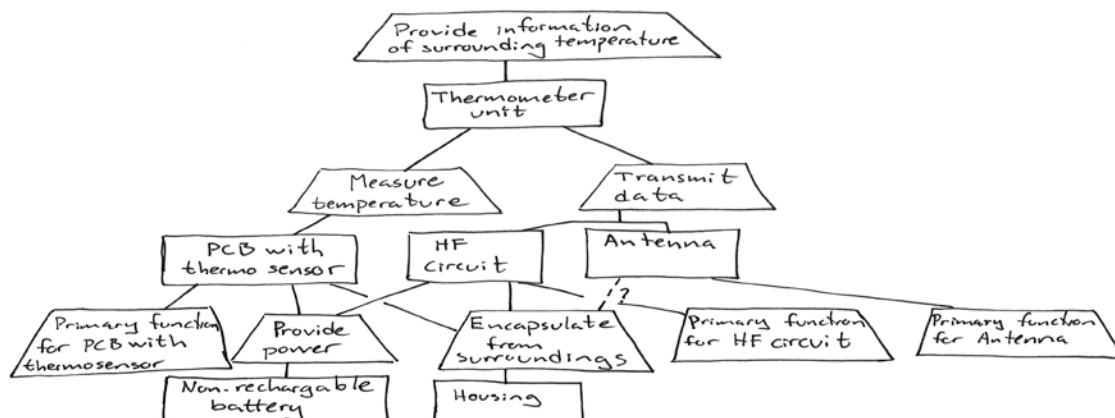 Provide information
of surrounding temperature
Thermometer
unit
Measure
temperature
Transmit
data
PCB with
thermo sensor
HF
circuit
Antenna
?
Primary function
for PCB with
thermosensor
Provide
power
Encapsulate
from
surroundings
Primary function
for HF circuit
Primary function
for Antenna
Non-rechargable
battery
Housing